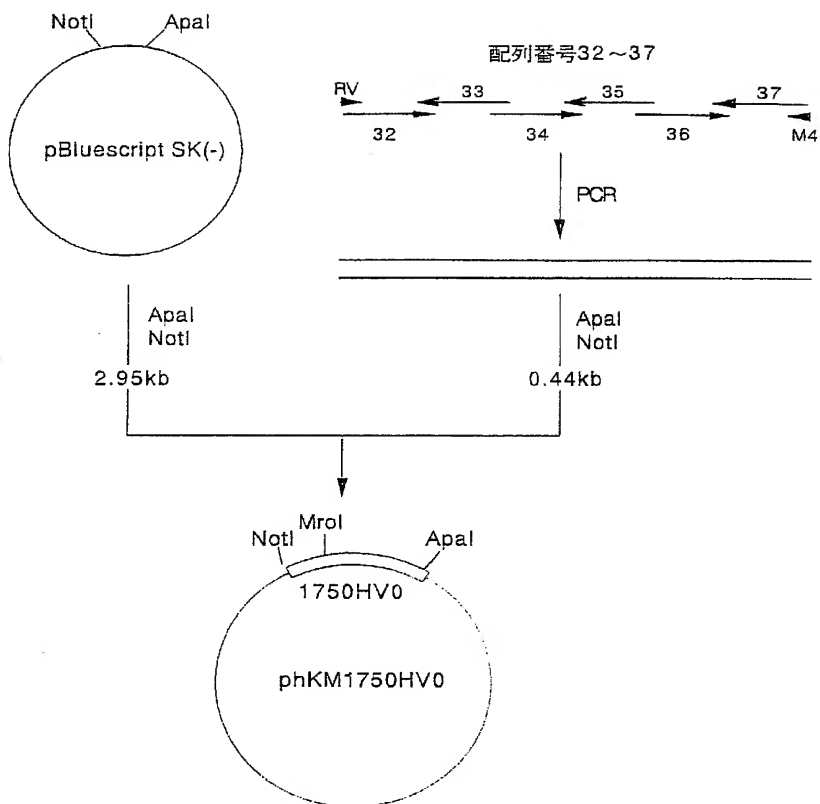 NotI ApaI
pBluescript SK(-)
配列番号32～37
RV 33 35 37
32 34 36 M4
PCR
ApaI
NotI
2.95kb
ApaI
NotI
0.44kb
NotI MroI ApaI
1750HV0
phKM1750HV0